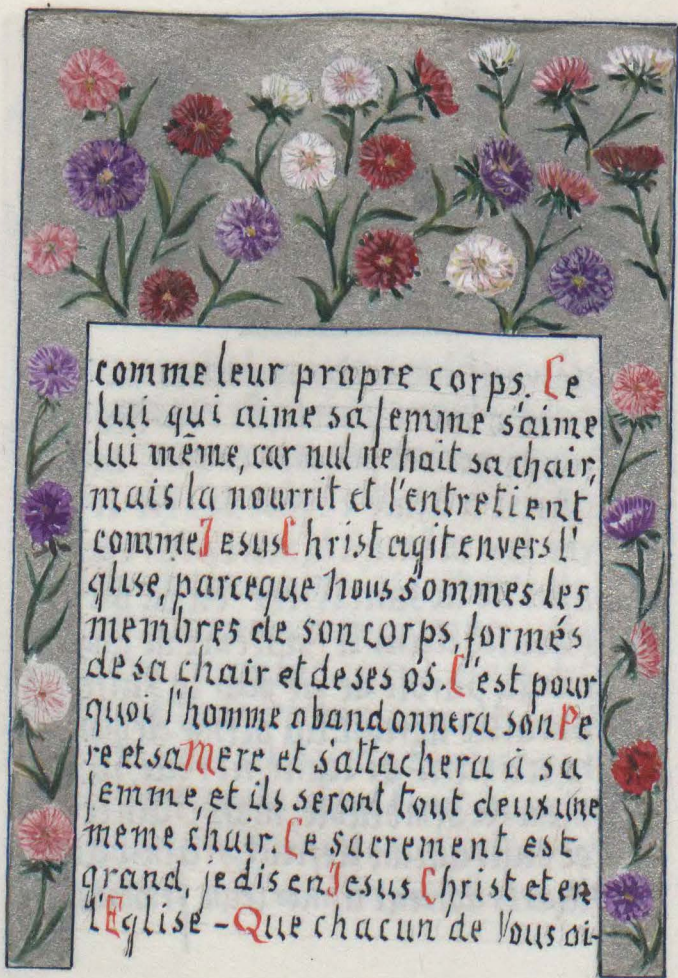 comme leur propre corps. Ce
lui qui aime sa femme s'aime
lui même, car nul ne hait sa chair,
mais la nourrit et l'entretient
comme Jesus Christ agit envers l'
glise, parceque nous sommes les
membres de son corps, formés
de sa chair et de ses os. C'est pour
quoi l'homme abandonnera son Pe
re et sa Mere et s'attachera à sa
femme, et ils seront tout deux une
meme chair. Ce sacrement est
grand, je dis en Jesus Christ et en
l'Eglise - Que chacun de Vous ai-